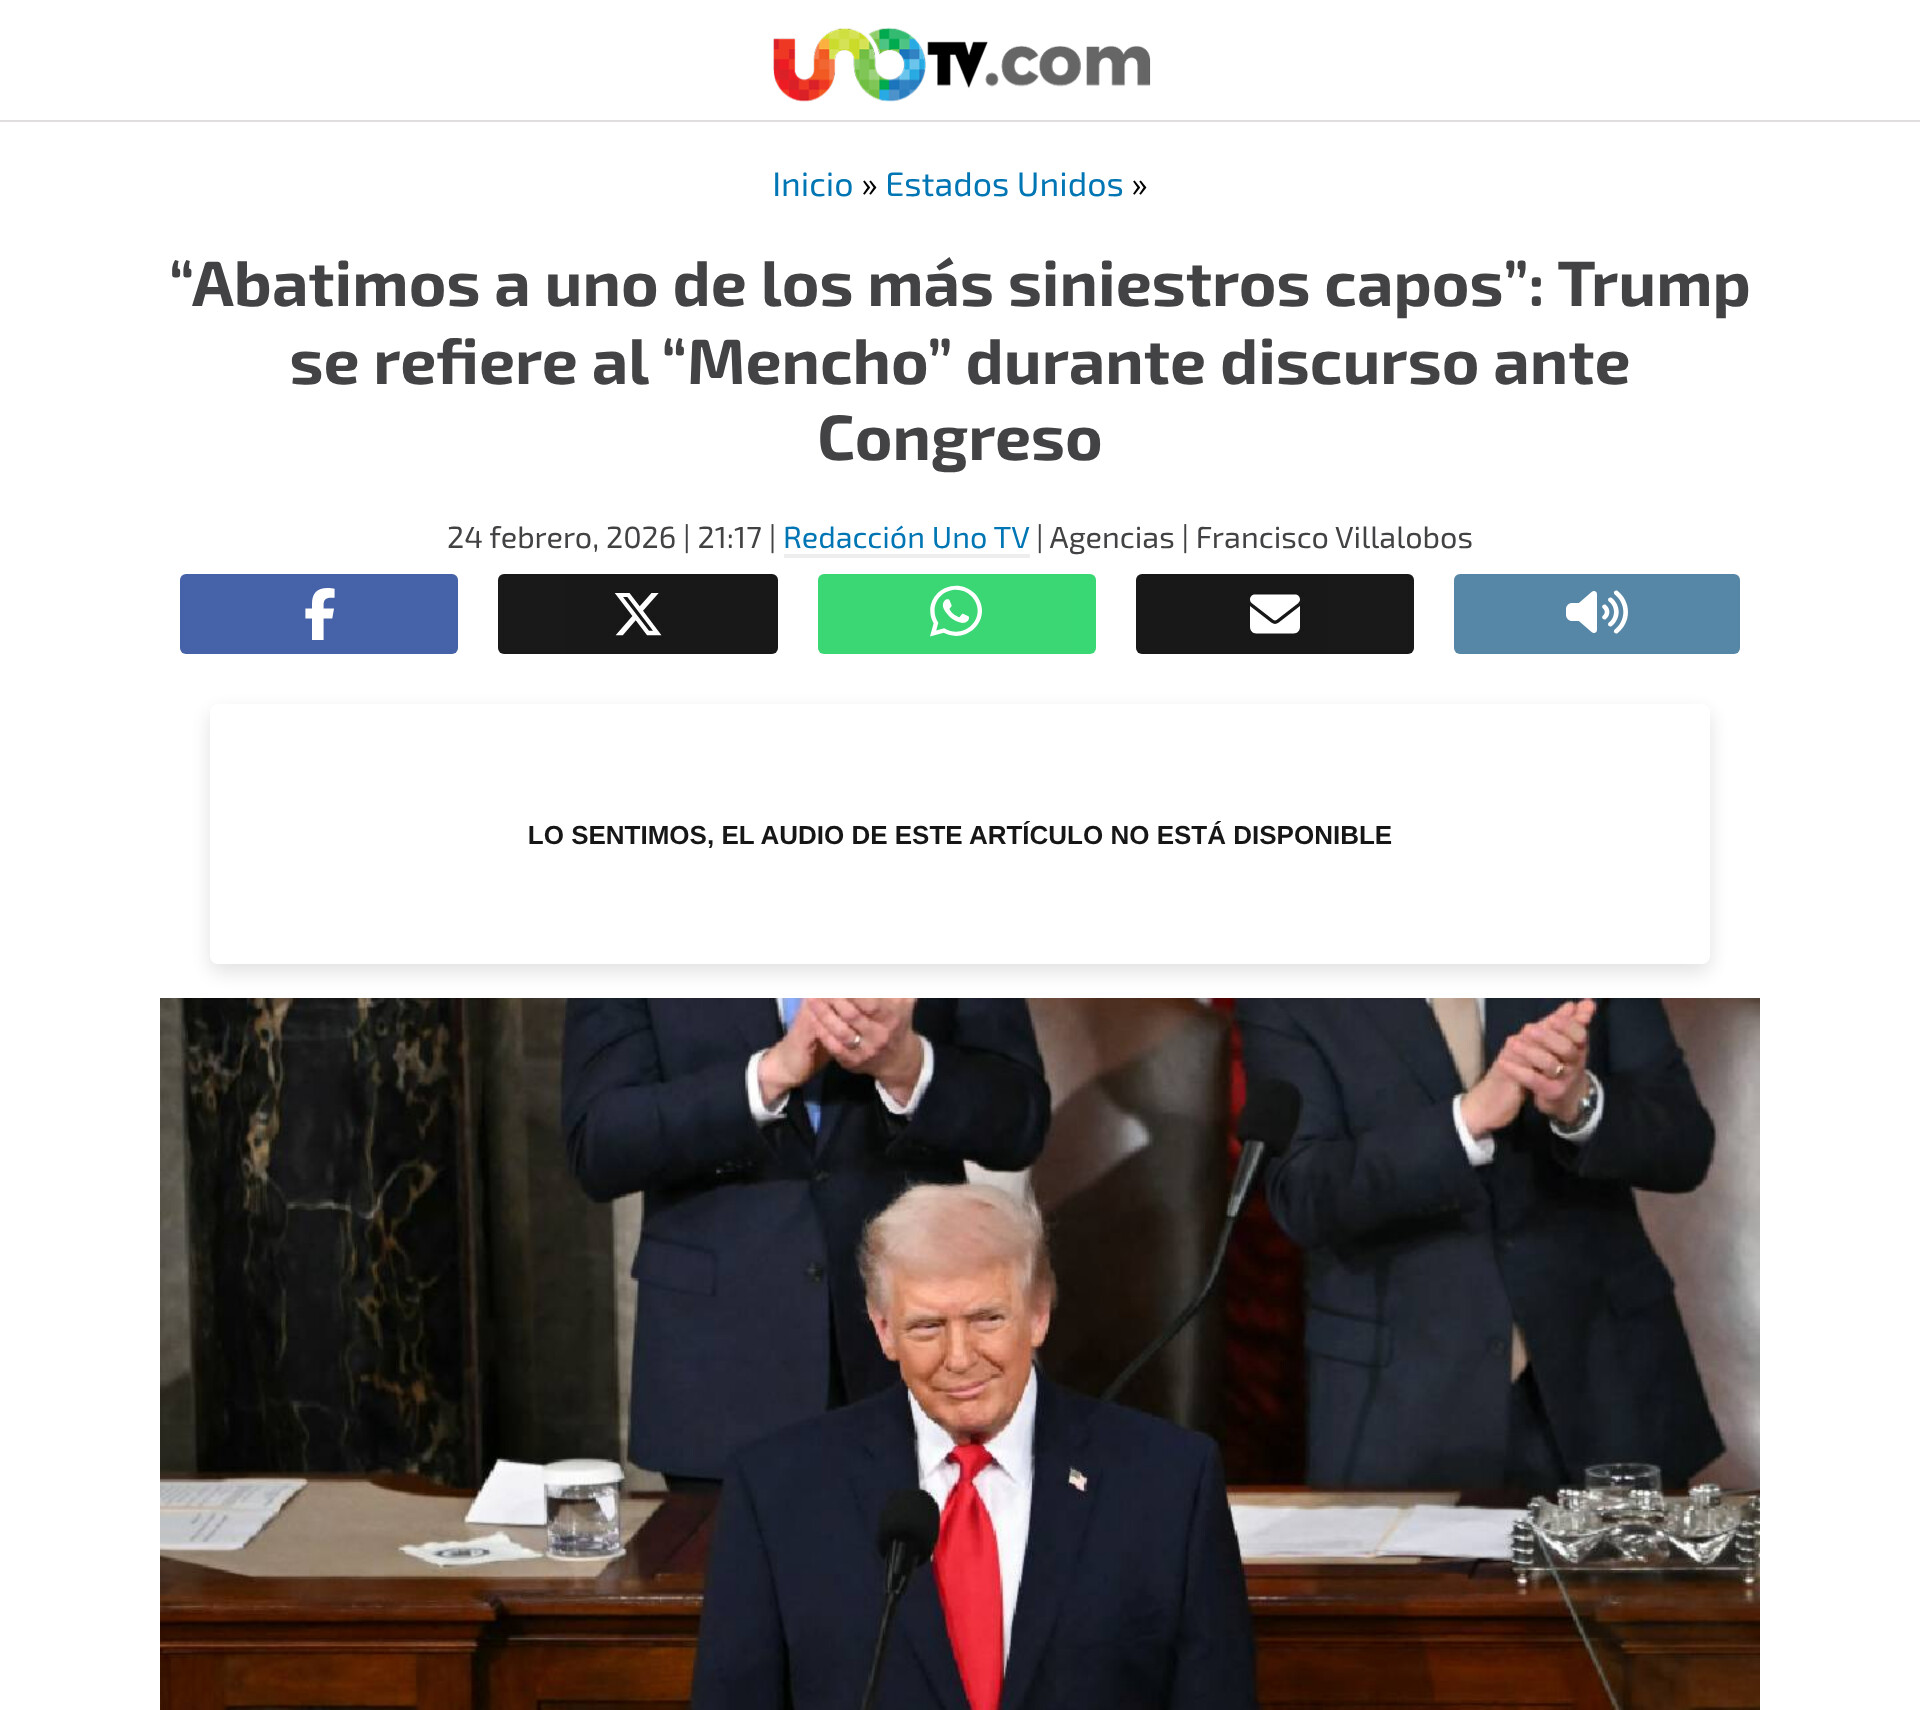 unoTV.com
Inicio » Estados Unidos »
“Abatimos a uno de los más siniestros capos”: Trump
se refiere al “Mencho” durante discurso ante
Congreso
24 febrero, 2026 | 21:17 | Redacción Uno TV | Agencias | Francisco Villalobos
LO SENTIMOS, EL AUDIO DE ESTE ARTÍCULO NO ESTÁ DISPONIBLE